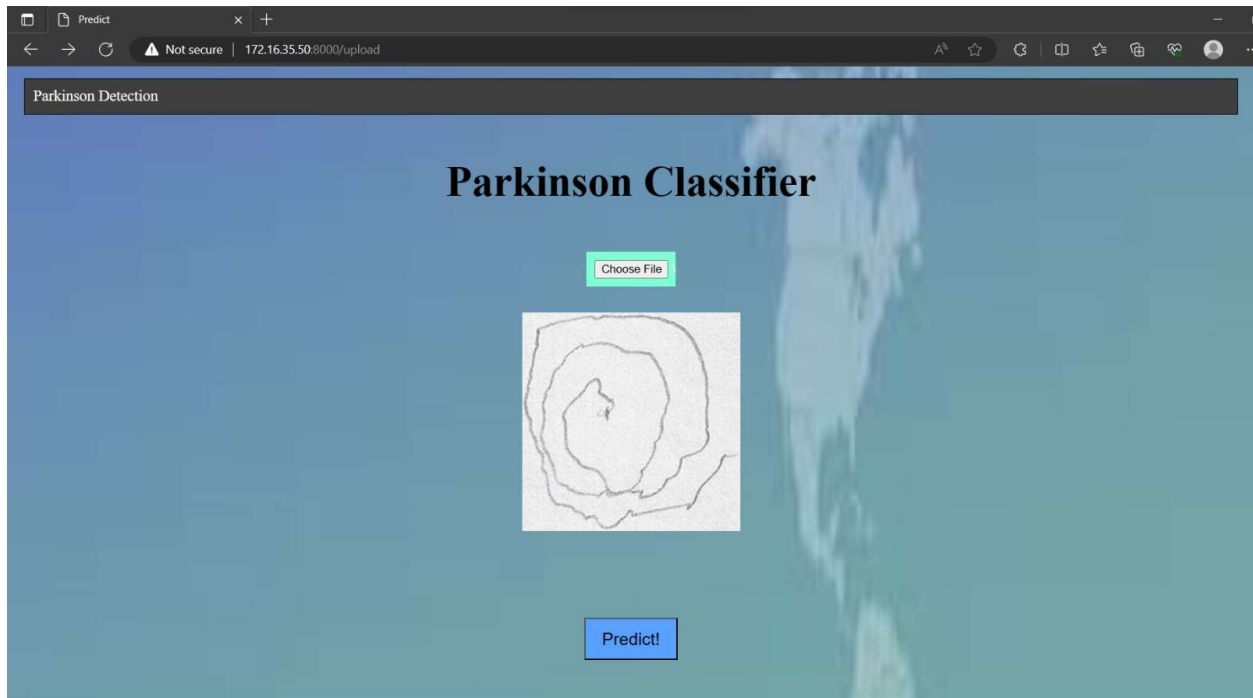 Predict
Not secure | 172.16.35.50:8000/upload
Parkinson Detection
Parkinson Classifier
Choose File
Predict!